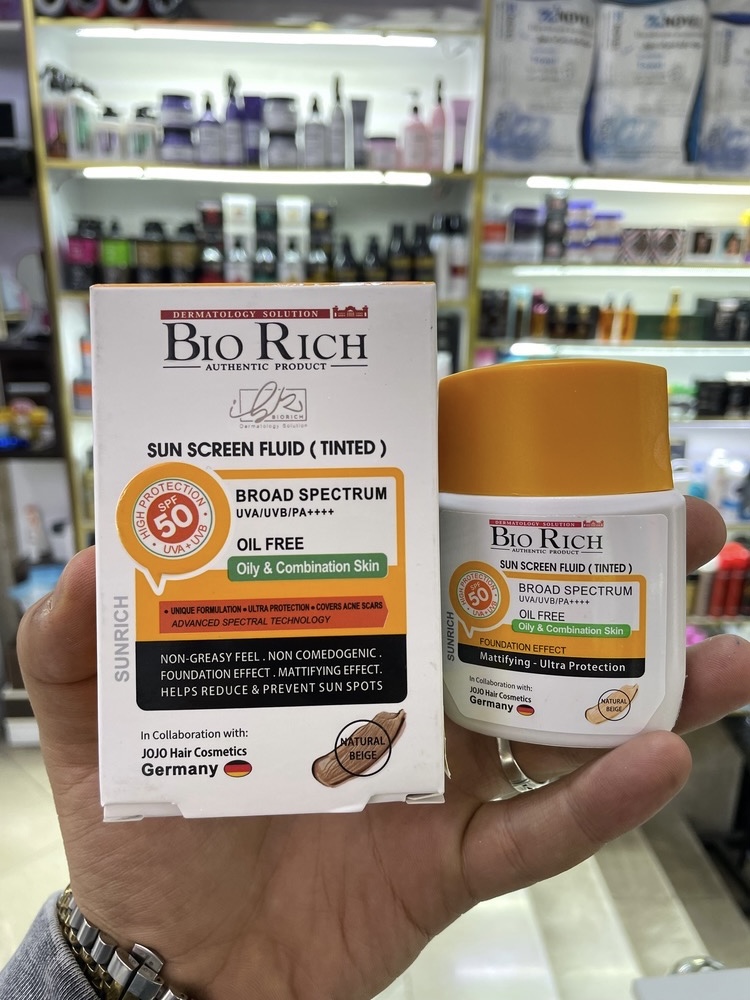 DERMATOLOGY SOLUTION
BIO RICH
AUTHENTIC PRODUCT
BIORICH
Dermatology Solution
SUN SCREEN FLUID ( TINTED )
HIGH PROTECTION
SPF
50
• UVA+UVB •
BROAD SPECTRUM
UVA/UVB/PA++++
OIL FREE
Oily & Combination Skin
• UNIQUE FORMULATION • ULTRA PROTECTION • COVERS ACNE SCARS
ADVANCED SPECTRAL TECHNOLOGY
SUNRICH
NON-GREASY FEEL . NON COMEDOGENIC .
FOUNDATION EFFECT . MATTIFYING EFFECT.
HELPS REDUCE & PREVENT SUN SPOTS
In Collaboration with:
JOJO Hair Cosmetics
Germany
NATURAL
BEIGE
DERMATOLOGY SOLUTION
BIO RICH
AUTHENTIC PRODUCT
SUN SCREEN FLUID ( TINTED )
HIGH PROTECTION
SPF
50
UVA+UVB
BROAD SPECTRUM
UVA/UVB/PA++++
OIL FREE
Oily & Combination Skin
SUNRICH
FOUNDATION EFFECT
Mattifying - Ultra Protection
In Collaboration with:
JOJO Hair Cosmetics
Germany
NATURAL
BEIGE